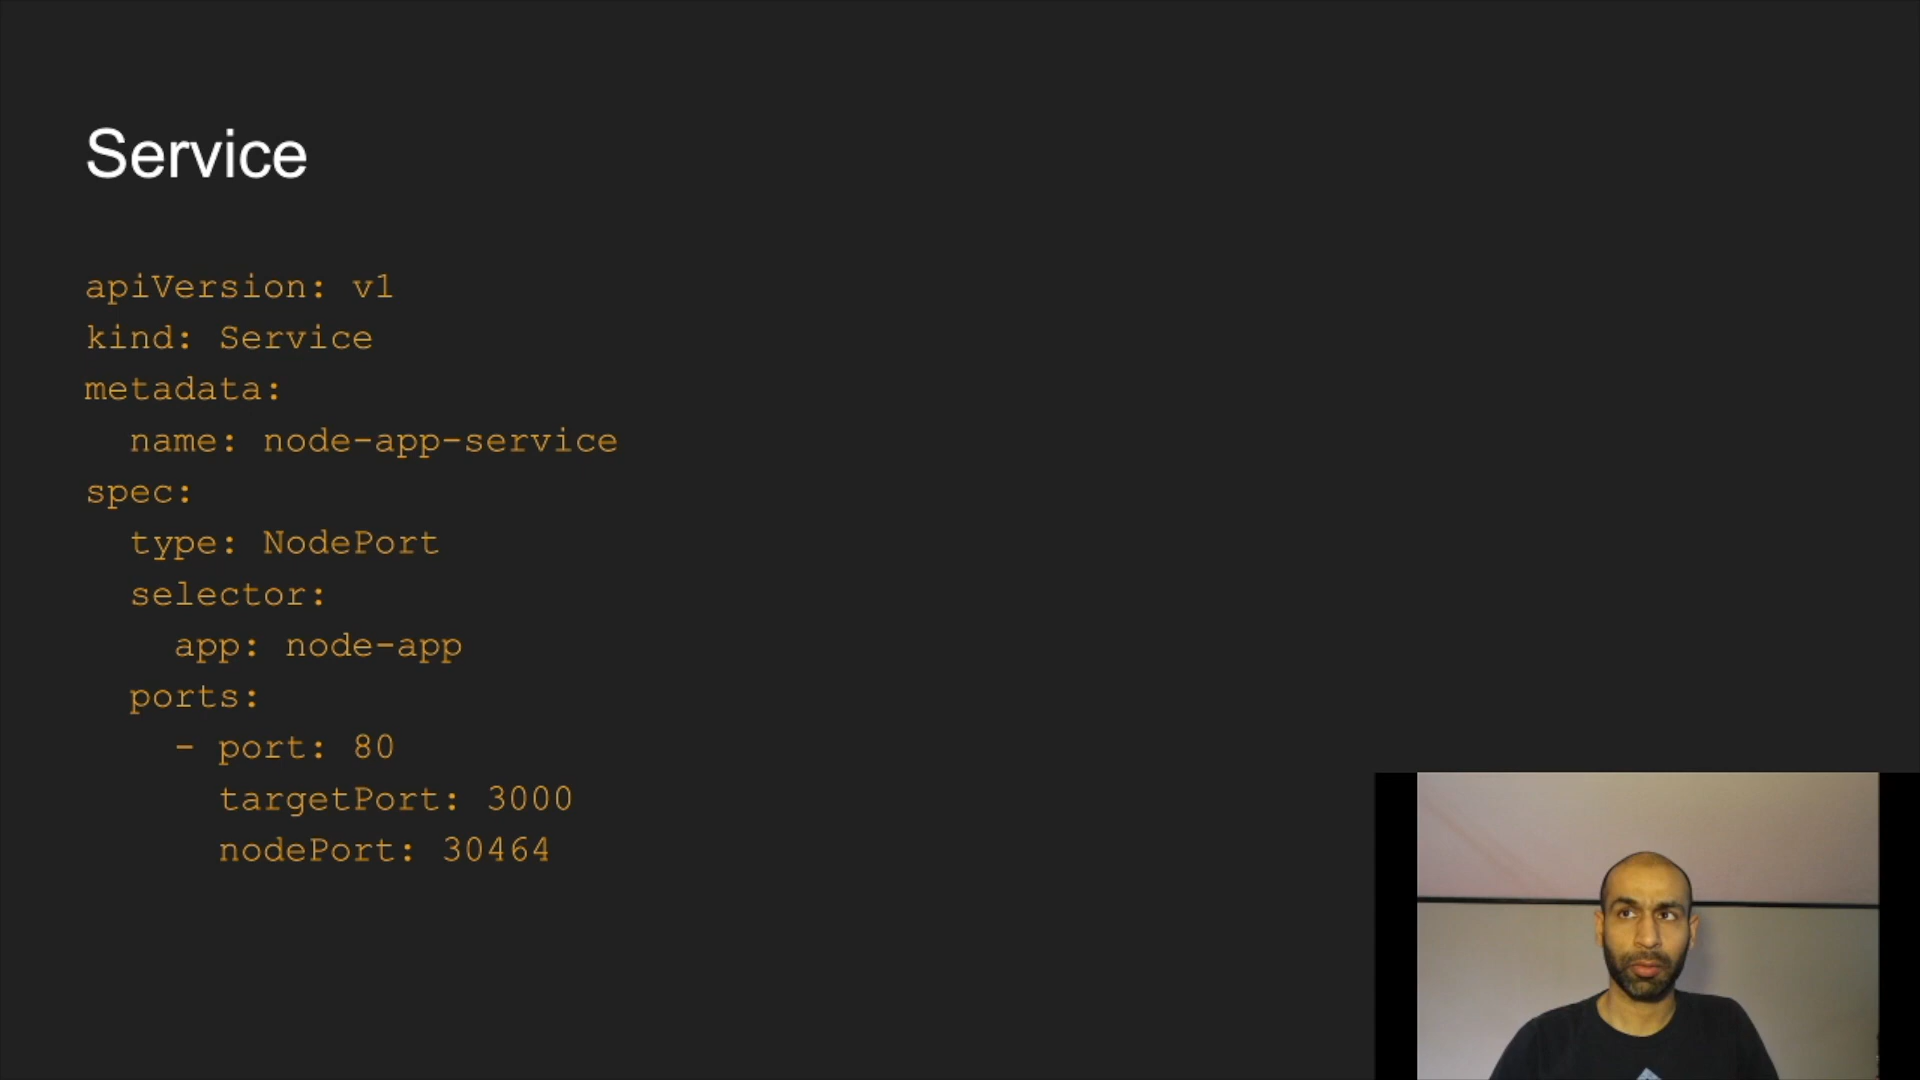 Service
apiVersion: v1
kind: Service
metadata:
  name: node-app-service
spec:
  type: NodePort
  selector:
    app: node-app
  ports:
    - port: 80
      targetPort: 3000
      nodePort: 30464